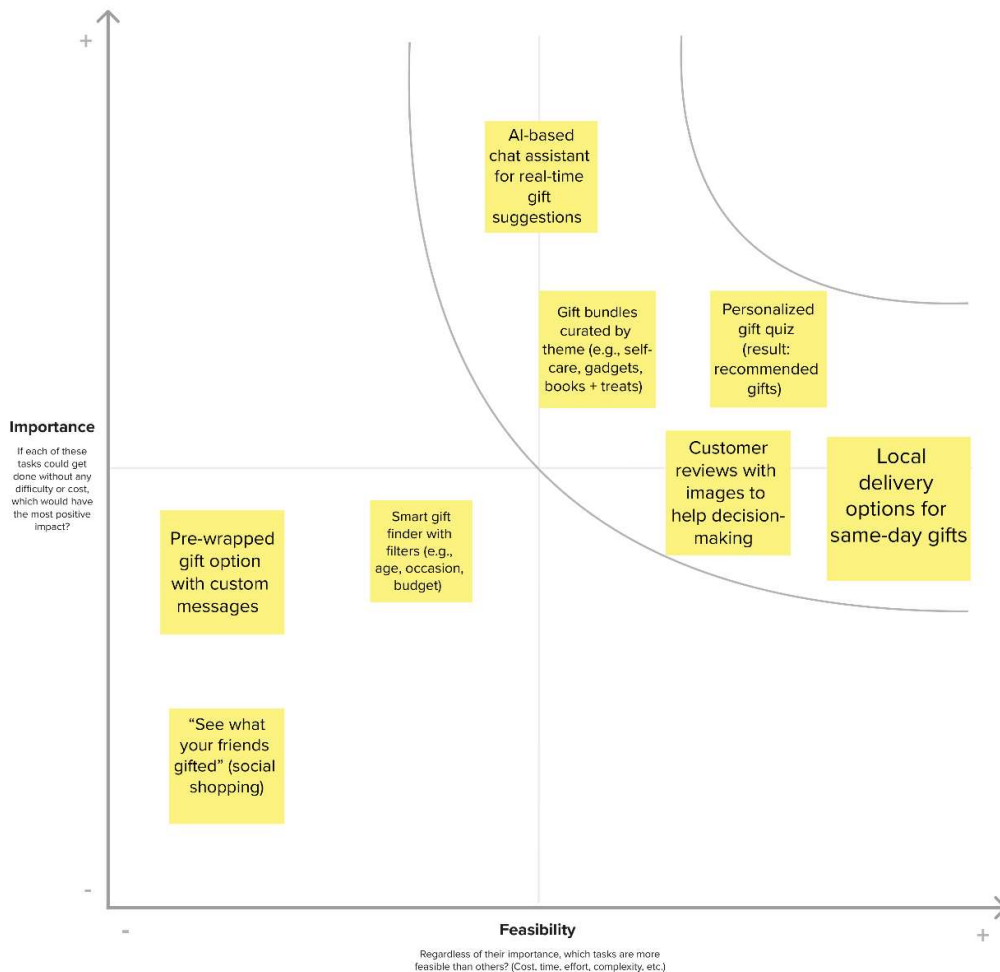 +
AI-based
chat assistant
for real-time
gift
suggestions
Gift bundles
curated by
theme (e.g., self-
care, gadgets,
books + treats)
Personalized
gift quiz
(result:
recommended
gifts)
Importance
If each of these
tasks could get
done without any
difficulty or cost,
which would have
the most positive
impact?
Customer
reviews with
images to
help decision-
making
Local
delivery
options for
same-day gifts
Pre-wrapped
gift option
with custom
messages
Smart gift
finder with
filters (e.g.,
age, occasion,
budget)
“See what
your friends
gifted” (social
shopping)
-
-
Feasibility
+
Regardless of their importance, which tasks are more
feasible than others? (Cost, time, effort, complexity, etc.)